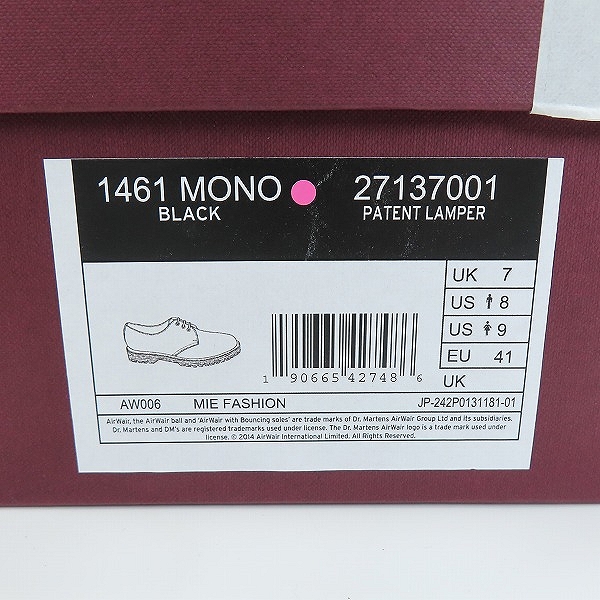 1461 MONO 27137001
BLACK PATENT LAMPER
UK 7
US 8
US 9
EU 41
UK
1 90665 42748 6
AW006 MIE FASHION JP-242P0131181-01
AirWair, the AirWair ball and 'AirWair with Bouncing soles' are trade marks of Dr. Martens AirWair Group Ltd and its subsidiaries.
Dr. Martens and DM's are registered trademarks used under license. The Dr. Martens AirWair logo is a trade mark used under
license. © 2014 AirWair International Limited. All Rights Reserved.